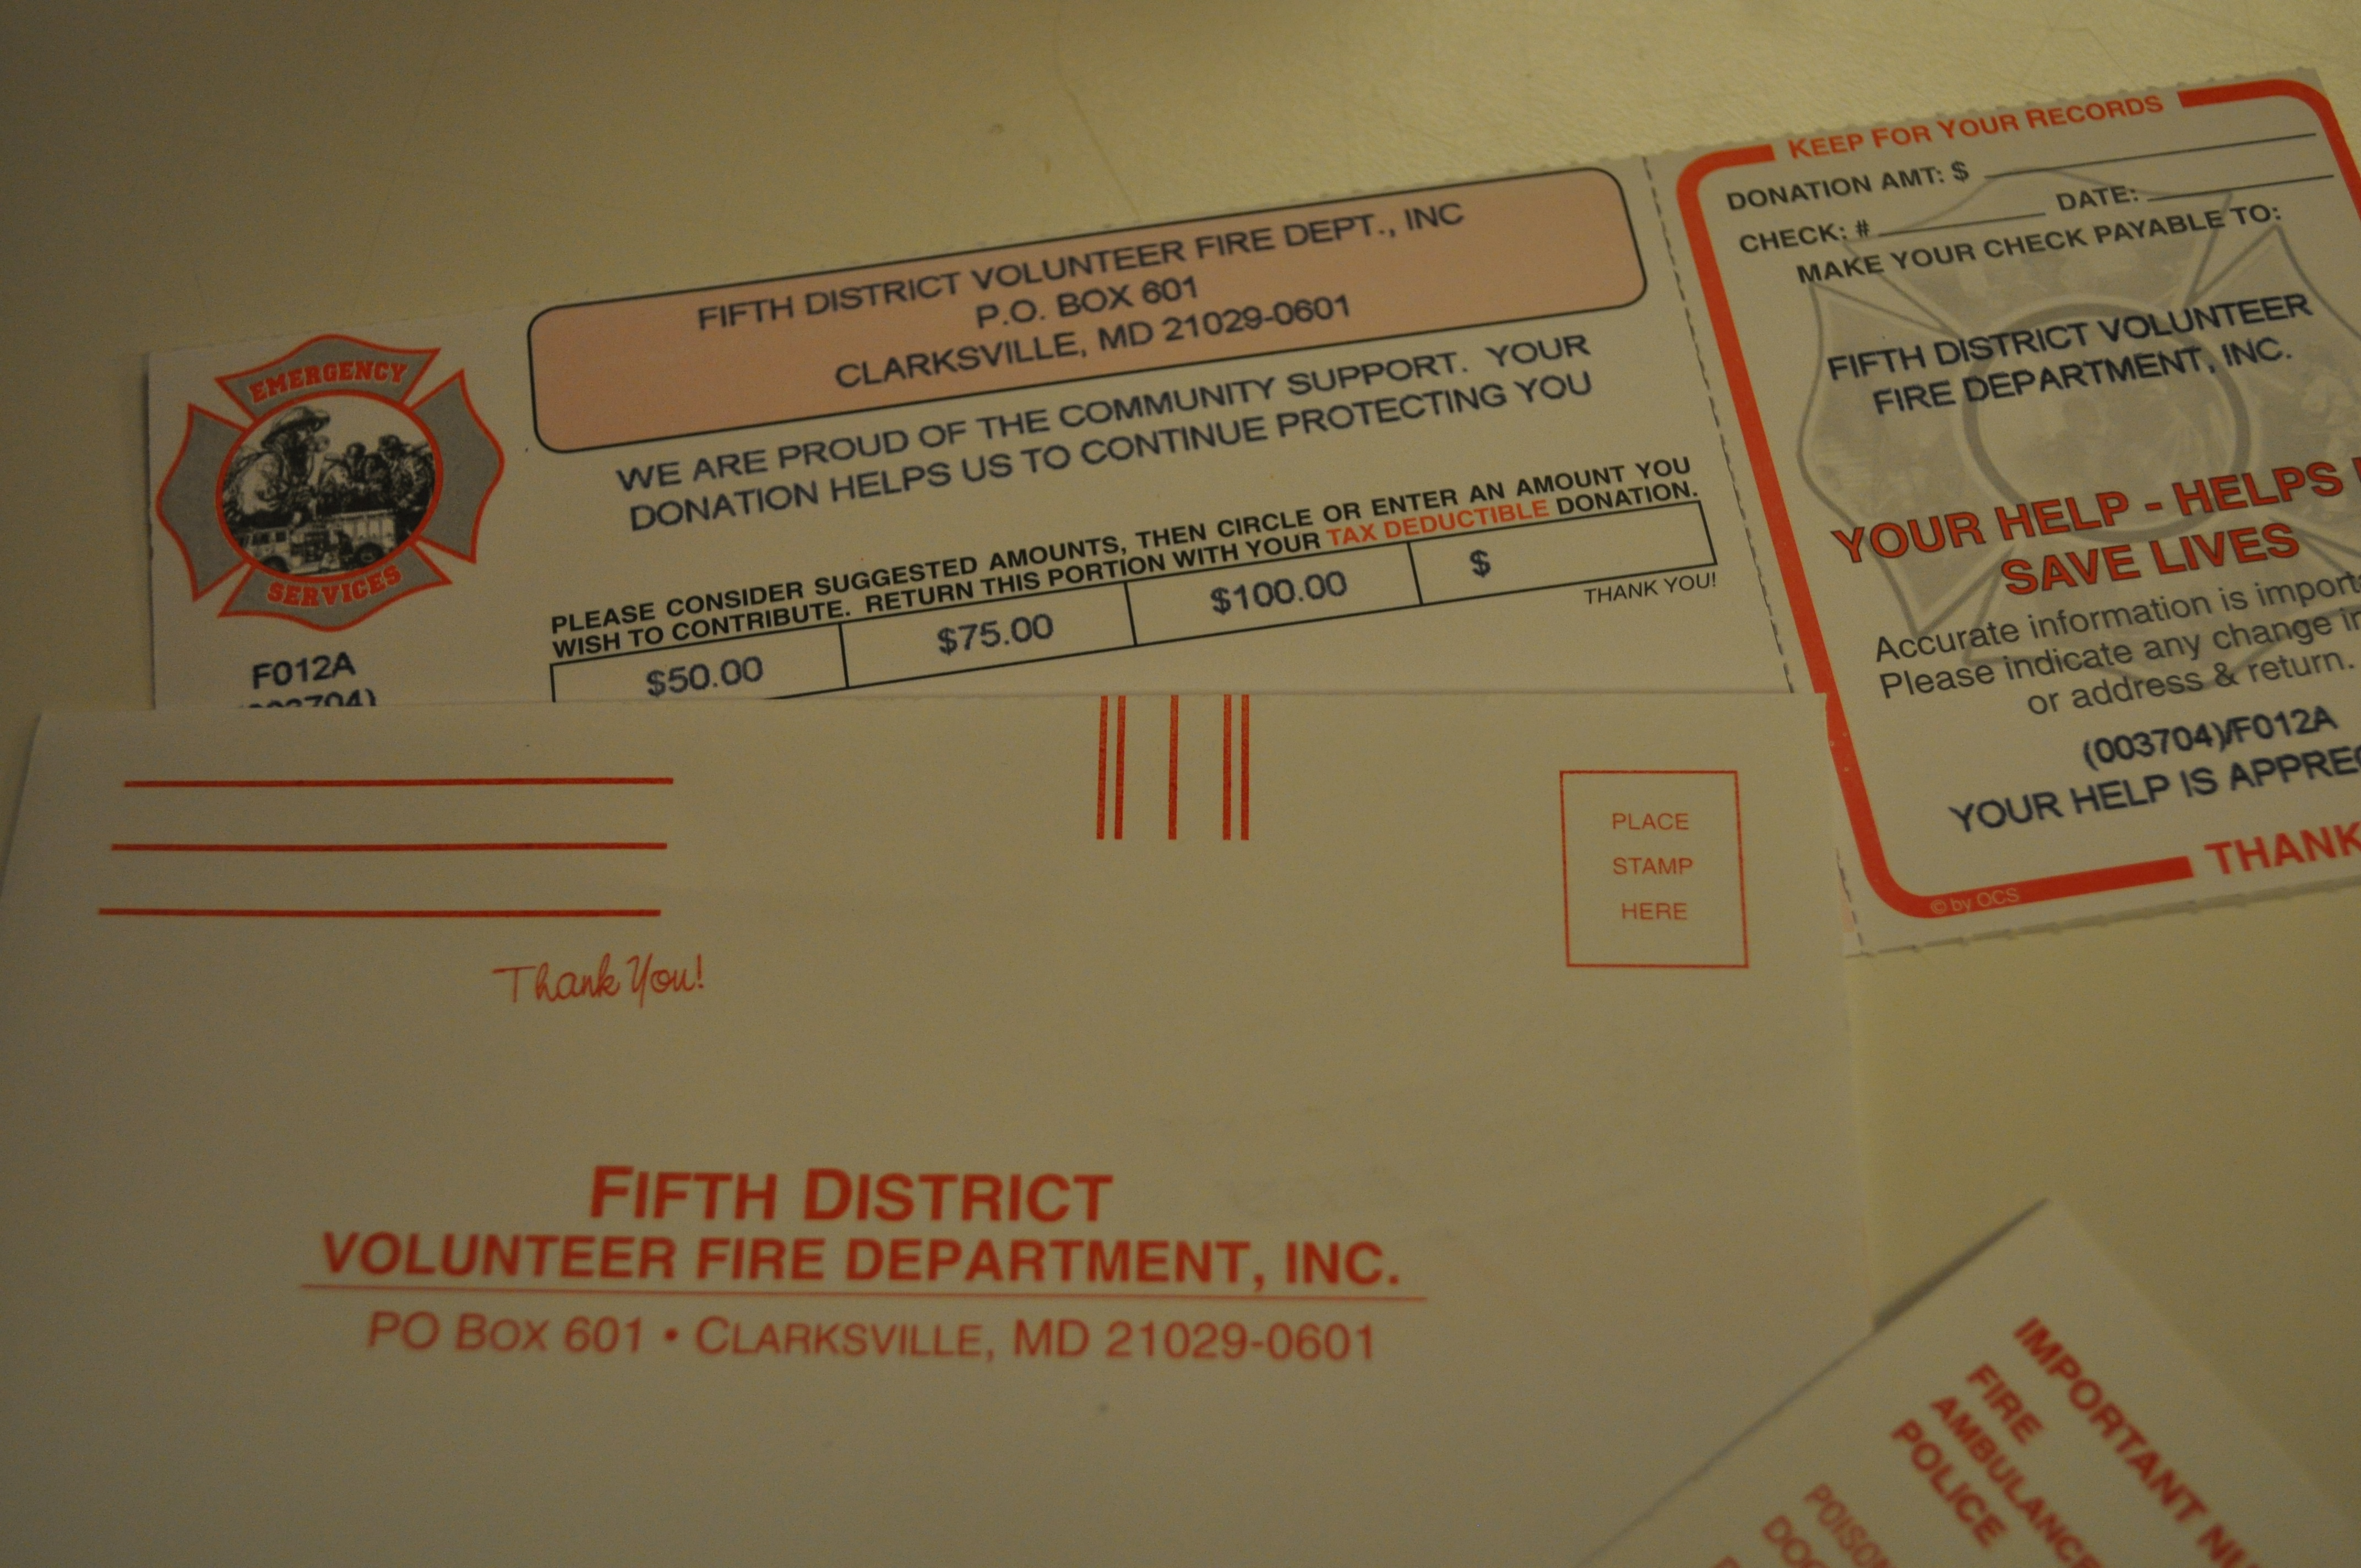 EMERGENCY
SERVICES
F012A
FIFTH DISTRICT VOLUNTEER FIRE DEPT., INC
P.O. BOX 601
CLARKSVILLE, MD 21029-0601
WE ARE PROUD OF THE COMMUNITY SUPPORT. YOUR
DONATION HELPS US TO CONTINUE PROTECTING YOU
PLEASE CONSIDER SUGGESTED AMOUNTS, THEN CIRCLE OR ENTER AN AMOUNT YOU
WISH TO CONTRIBUTE. RETURN THIS PORTION WITH YOUR TAX DEDUCTIBLE DONATION.
$50.00 $75.00 $100.00 $
THANK YOU!
KEEP FOR YOUR RECORDS
DONATION AMT: $
CHECK: # DATE:
MAKE YOUR CHECK PAYABLE TO:
FIFTH DISTRICT VOLUNTEER
FIRE DEPARTMENT, INC.
YOUR HELP - HELPS
SAVE LIVES
Accurate information is import
Please indicate any change in
or address & return.
(003704)/F012A
YOUR HELP IS APPREC
THANK
© by OCS
Thank You!
PLACE
STAMP
HERE
FIFTH DISTRICT
VOLUNTEER FIRE DEPARTMENT, INC.
PO BOX 601 • CLARKSVILLE, MD 21029-0601
IMPORTANT
FIRE
AMBULANCE
POLICE
POISON